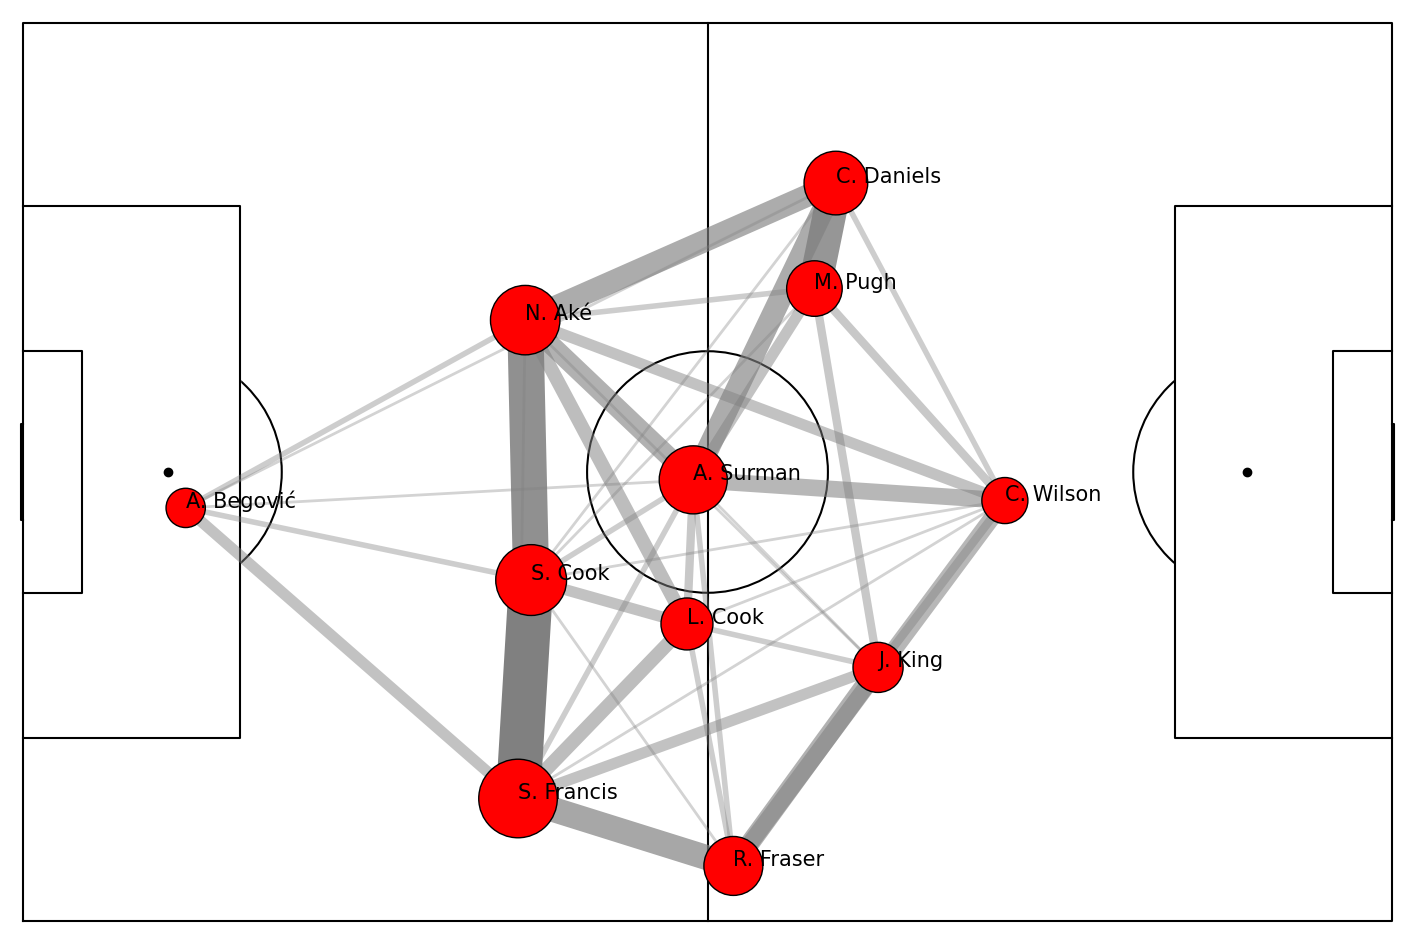 C. Daniels
M. Pugh
N. Aké
A. Surman
A. Begović
C. Wilson
S. Cook
L. Cook
J. King
S. Francis
R. Fraser